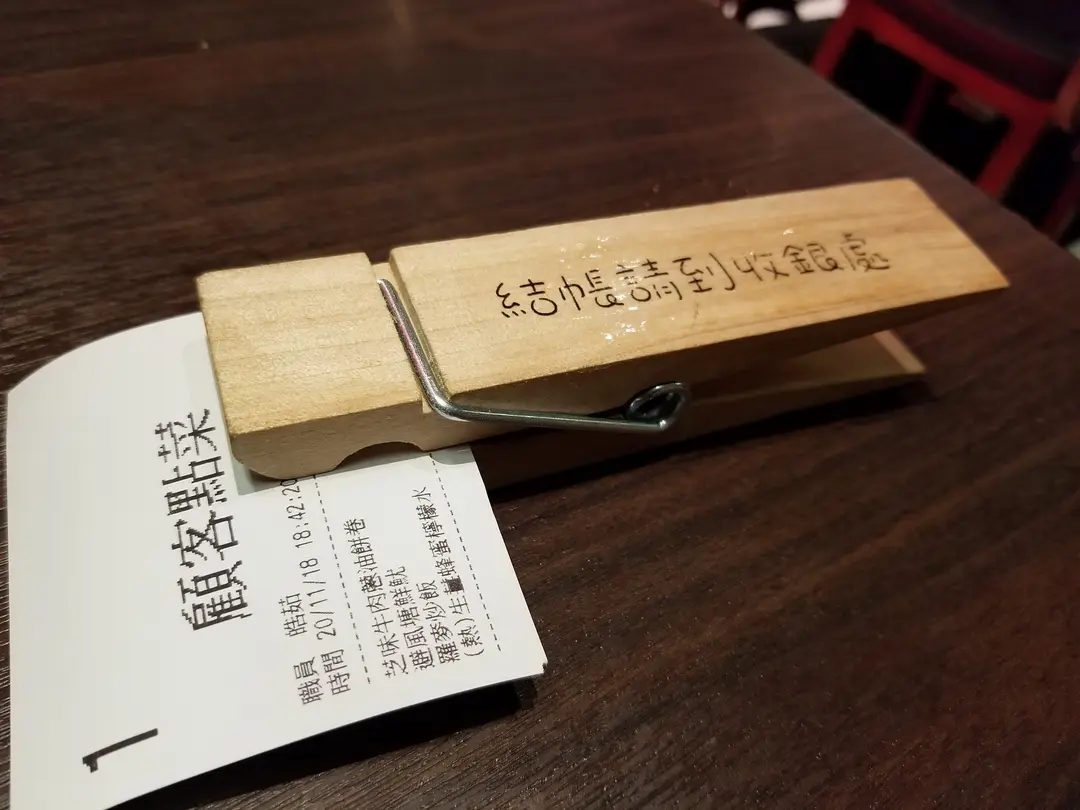 結帳請到收銀處
1
顧客點菜
職員 皓茹
時間 20/11/18 18:42:20
芝味牛肉蔥油餅卷
避風塘鮮魷
羅麥炒飯
(熱)生薑蜂蜜檸檬水